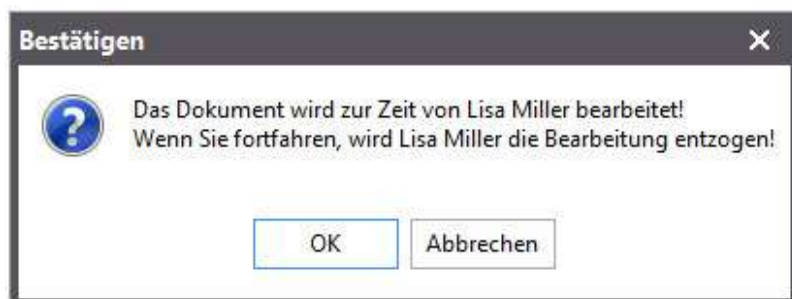 Bestätigen
Das Dokument wird zur Zeit von Lisa Miller bearbeitet!
Wenn Sie fortfahren, wird Lisa Miller die Bearbeitung entzogen!
OK
Abbrechen